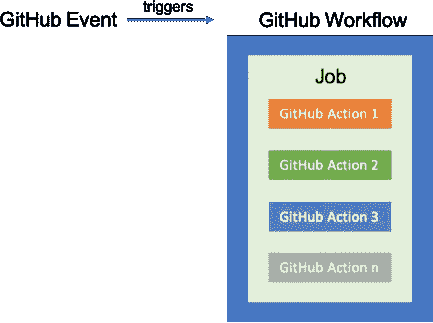 GitHub Event
triggers
GitHub Workflow
Job
GitHub Action 1
GitHub Action 2
GitHub Action 3
GitHub Action n